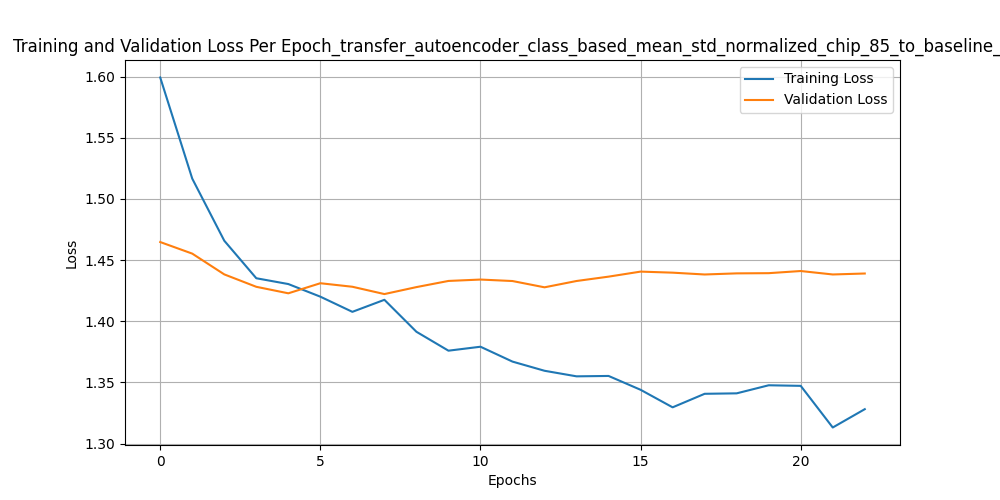 Training and Validation Loss Per Epoch_transfer_autoencoder_class_based_mean_std_normalized_chip_85_to_baseline_
Training Loss
Validation Loss
1.60
1.55
1.50
1.45
1.40
1.35
1.30
Loss
0 5 10 15 20
Epochs